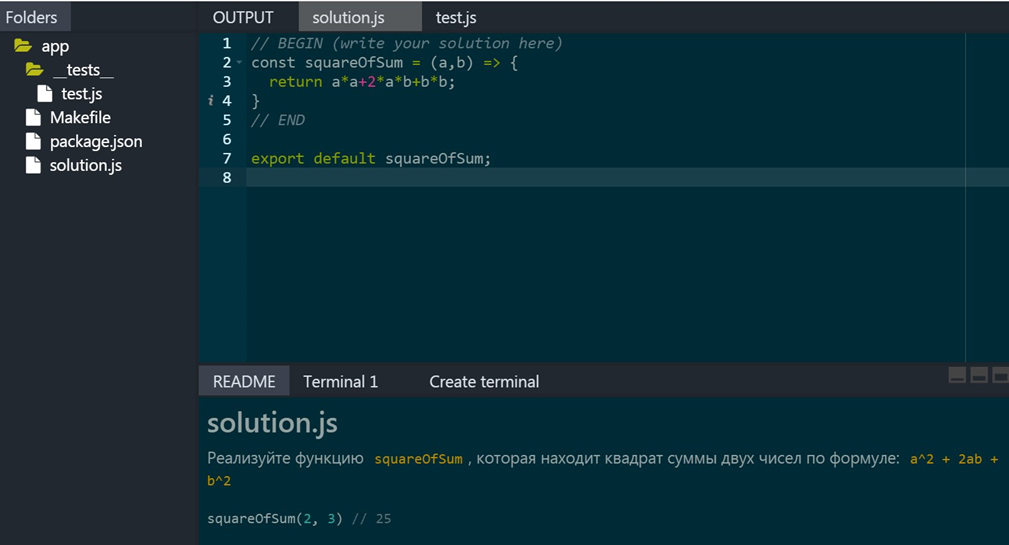 Folders
OUTPUT solution.js test.js
app
__tests__
test.js
Makefile
package.json
solution.js
1 // BEGIN (write your solution here)
2 const squareOfSum = (a,b) => {
3 return a*a+2*a*b+b*b;
i 4 }
5 // END
6
7 export default squareOfSum;
8
README Terminal 1 Create terminal
solution.js
Реализуйте функцию squareOfSum , которая находит квадрат суммы двух чисел по формуле: a^2 + 2ab +
b^2
squareOfSum(2, 3) // 25